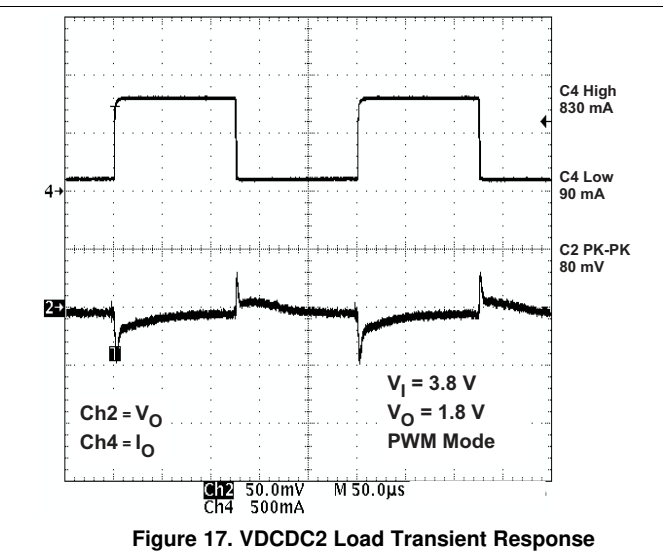 C4 High
830 mA
4→
C4 Low
90 mA
C2 PK-PK
80 mV
2→
T
V_I = 3.8 V
Ch2 = V_O
V_O = 1.8 V
Ch4 = I_O
PWM Mode
Ch2 50.0mV M 50.0µs
Ch4 500mA
Figure 17. VDCDC2 Load Transient Response